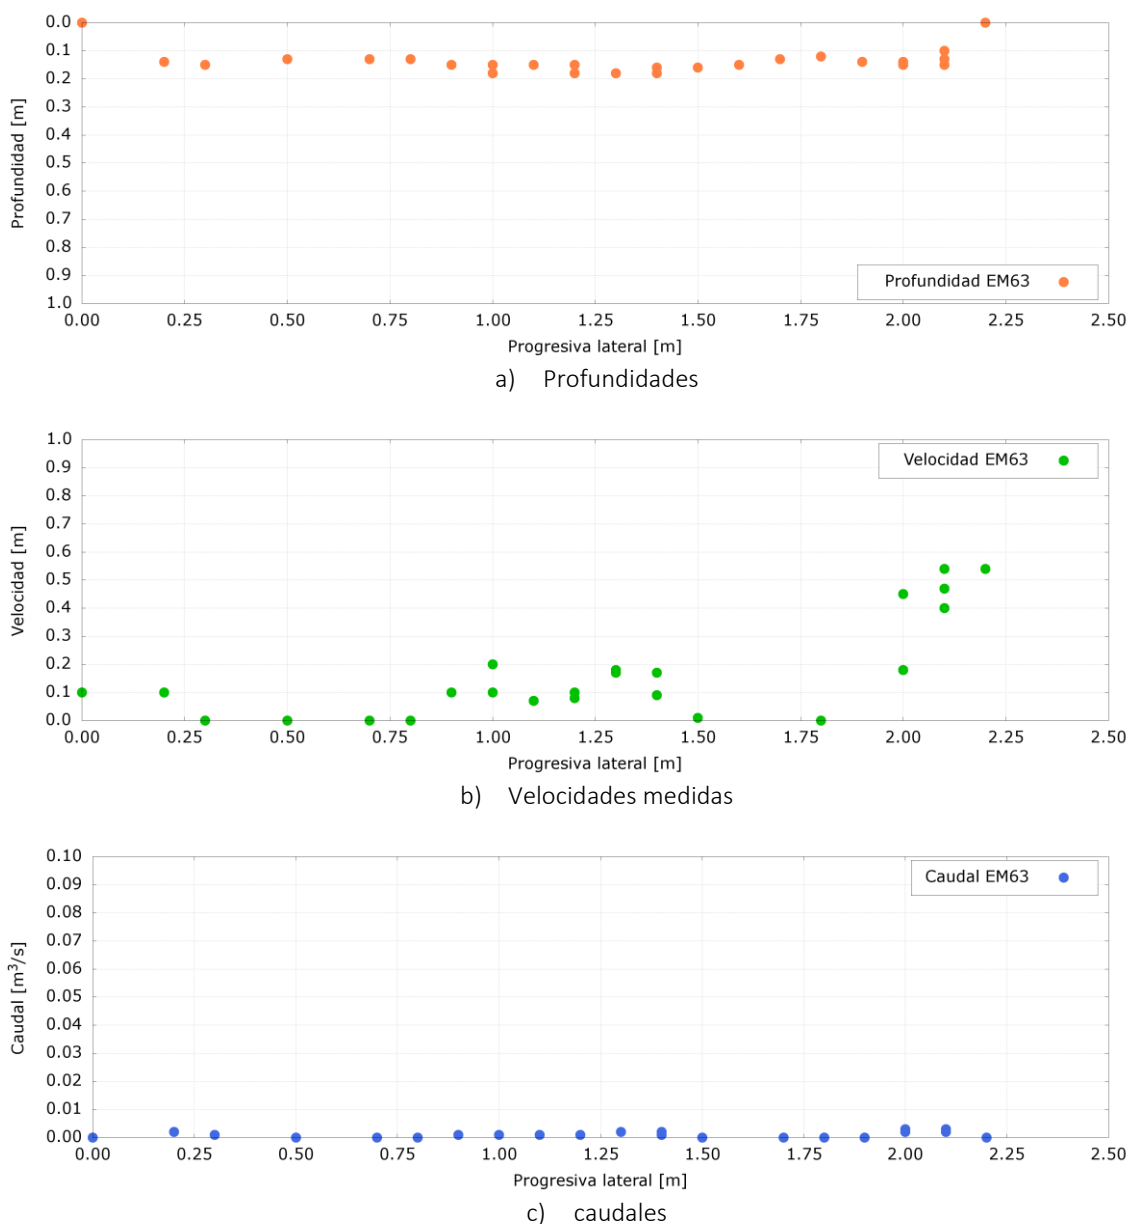 0.0
0.1
0.2
0.3
0.4
0.5
0.6
0.7
0.8
0.9
1.0
Profundidad [m]
Profundidad EM63
0.00 0.25 0.50 0.75 1.00 1.25 1.50 1.75 2.00 2.25 2.50
Progresiva lateral [m]
a) Profundidades
1.0
0.9
0.8
0.7
0.6
0.5
0.4
0.3
0.2
0.1
0.0
Velocidad [m]
Velocidad EM63
0.00 0.25 0.50 0.75 1.00 1.25 1.50 1.75 2.00 2.25 2.50
Progresiva lateral [m]
b) Velocidades medidas
0.10
0.09
0.08
0.07
0.06
0.05
0.04
0.03
0.02
0.01
0.00
Caudal [m³/s]
Caudal EM63
0.00 0.25 0.50 0.75 1.00 1.25 1.50 1.75 2.00 2.25 2.50
Progresiva lateral [m]
c) caudales